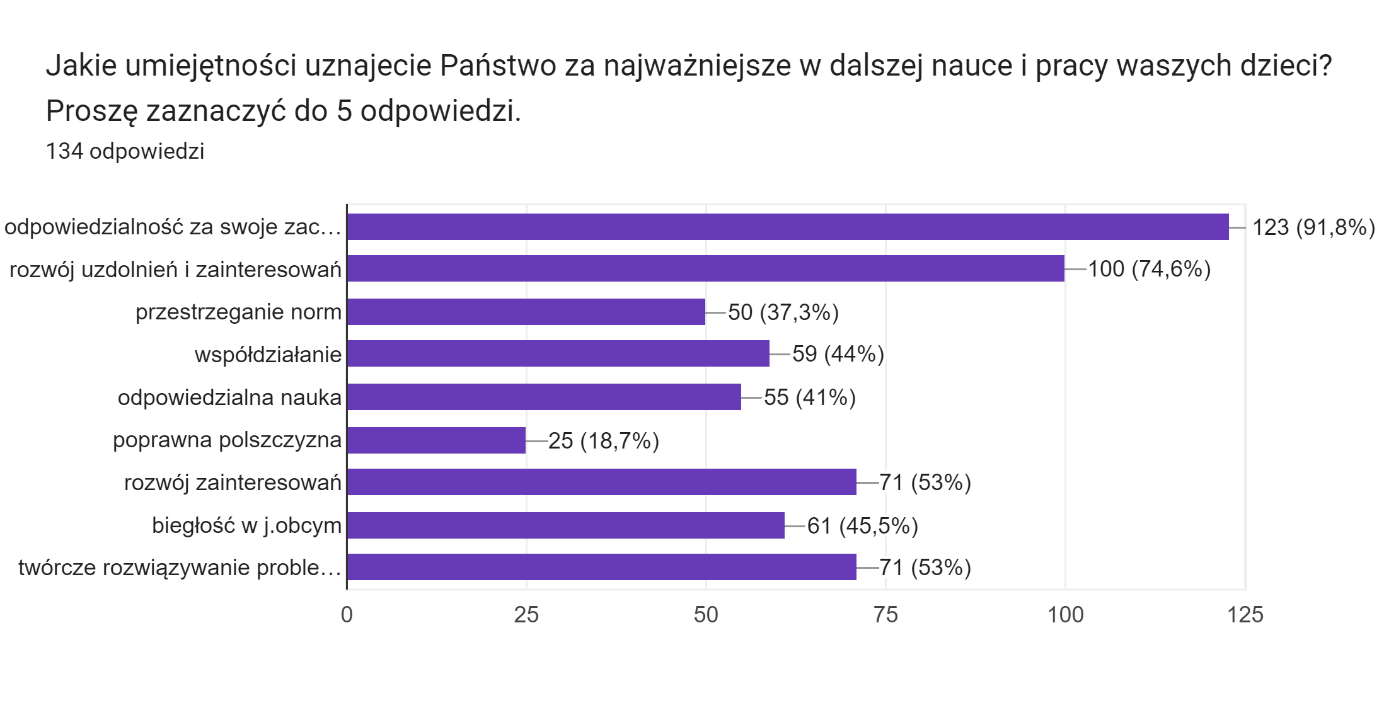 Jakie umiejętności uznajecie Państwo za najważniejsze w dalszej nauce i pracy waszych dzieci?
Proszę zaznaczyć do 5 odpowiedzi.
134 odpowiedzi
odpowiedzialność za swoje zac… 123 (91,8%)
rozwój uzdolnień i zainteresowań 100 (74,6%)
przestrzeganie norm 50 (37,3%)
współdziałanie 59 (44%)
odpowiedzialna nauka 55 (41%)
poprawna polszczyzna 25 (18,7%)
rozwój zainteresowań 71 (53%)
biegłość w j.obcym 61 (45,5%)
twórcze rozwiązywanie proble… 71 (53%)
0 25 50 75 100 125